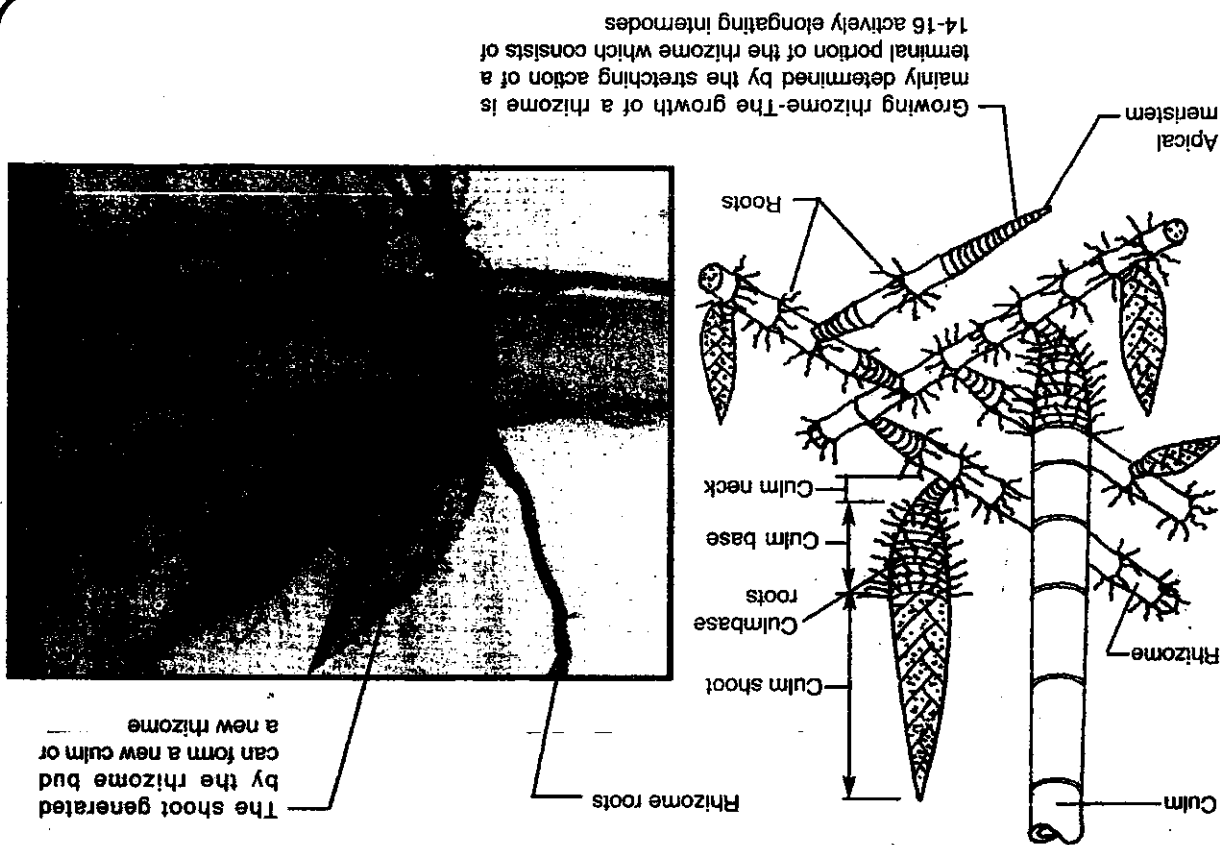 Culm
Rhizome roots
The shoot generated
by the rhizome bud
can form a new culm or
a new rhizome
Culm shoot
Rhizome
Culmbase
roots
Culm base
Culm neck
Roots
Apical
meristem
Growing rhizome-The growth of a rhizome is
mainly determined by the stretching action of a
terminal portion of the rhizome which consists of
14-16 actively elongating internodes